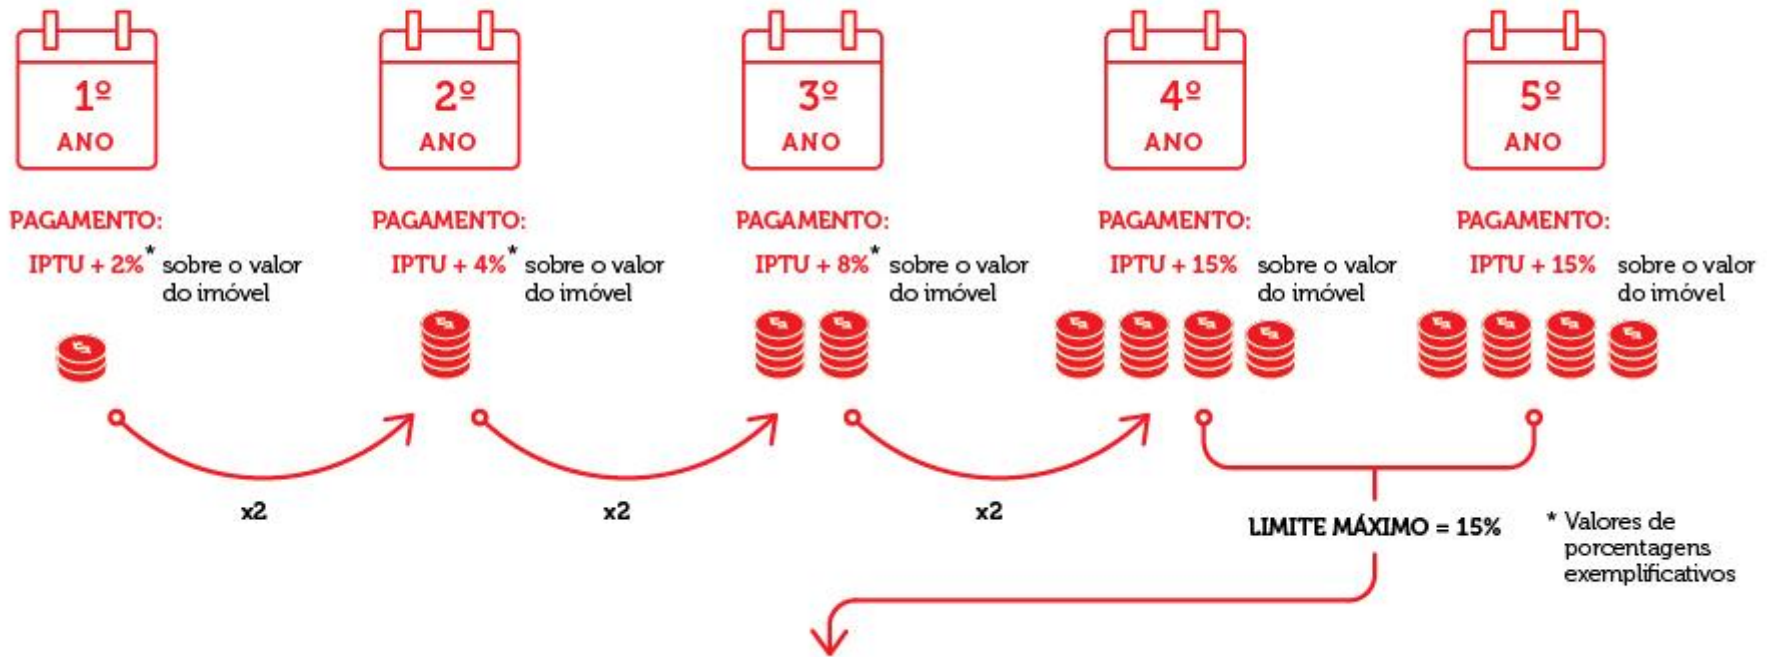 1º
ANO
2º
ANO
3º
ANO
4º
ANO
5º
ANO
PAGAMENTO:
IPTU + 2%* sobre o valor
do imóvel
PAGAMENTO:
IPTU + 4%* sobre o valor
do imóvel
PAGAMENTO:
IPTU + 8%* sobre o valor
do imóvel
PAGAMENTO:
IPTU + 15% sobre o valor
do imóvel
PAGAMENTO:
IPTU + 15% sobre o valor
do imóvel
x2
x2
x2
LIMITE MÁXIMO = 15%
* Valores de
porcentagens
exemplificativos